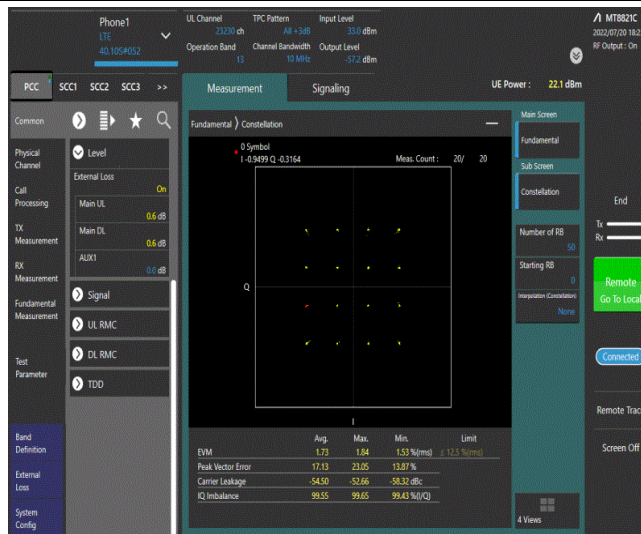 Phone1
LTE
40.105#052
UL Channel
23230 ch
TPC Pattern
All +3dB
Input Level
33.0 dBm
Operation Band
13
Channel Bandwidth
10 MHz
Output Level
-57.2 dBm
MT8821C
2022/07/20 18:2
RF Output : On
PCC SCC1 SCC2 SCC3 >>
Measurement Signaling
UE Power : 22.1 dBm
Common
Physical
Channel
Call
Processing
TX
Measurement
RX
Measurement
Fundamental
Measurement
Test
Parameter
Band
Definition
External
Loss
System
Config
Level
External Loss
On
Main UL
0.6 dB
Main DL
0.6 dB
AUX1
0.0 dB
Signal
UL RMC
DL RMC
TDD
Fundamental 〉 Constellation
0 Symbol
I -0.9499 Q -0.3164
Meas. Count : 20/ 20
Q
I
Avg. Max. Min. Limit
EVM 1.73 1.84 1.53 %(rms) ≤ 12.5 %(rms)
Peak Vector Error 17.13 23.05 13.87 %
Carrier Leakage -54.50 -52.66 -58.32 dBc
IQ Imbalance 99.55 99.65 99.43 %(I/Q)
Main Screen
Fundamental
Sub Screen
Constellation
Number of RB
50
Starting RB
0
Interpolation (Constellation)
None
4 Views
End
Tx
Rx
Remote
Go To Local
Connected
Remote Trac
Screen Off